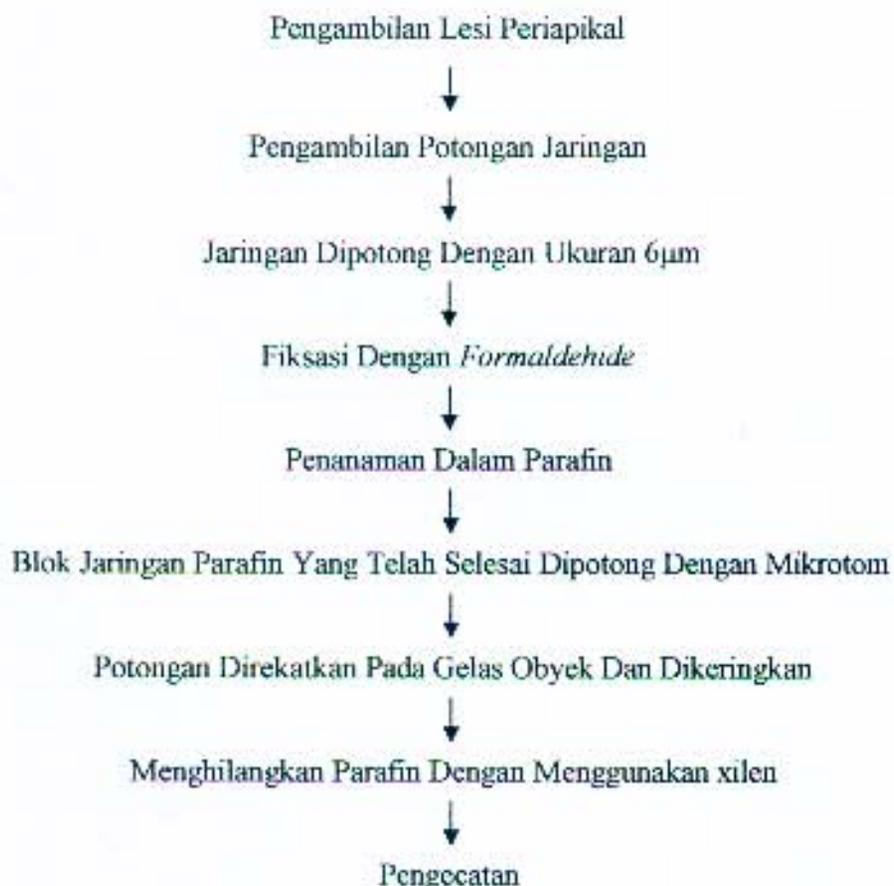 Pengambilan Lesi Periapikal
Pengambilan Potongan Jaringan
Jaringan Dipotong Dengan Ukuran 6μm
Fiksasi Dengan Formaldehide
Penanaman Dalam Parafin
Blok Jaringan Parafin Yang Telah Selesai Dipotong Dengan Mikrotom
Potongan Direkatkan Pada Gelas Obyek Dan Dikeringkan
Menghilangkan Parafin Dengan Menggunakan xilen
Pengecatan